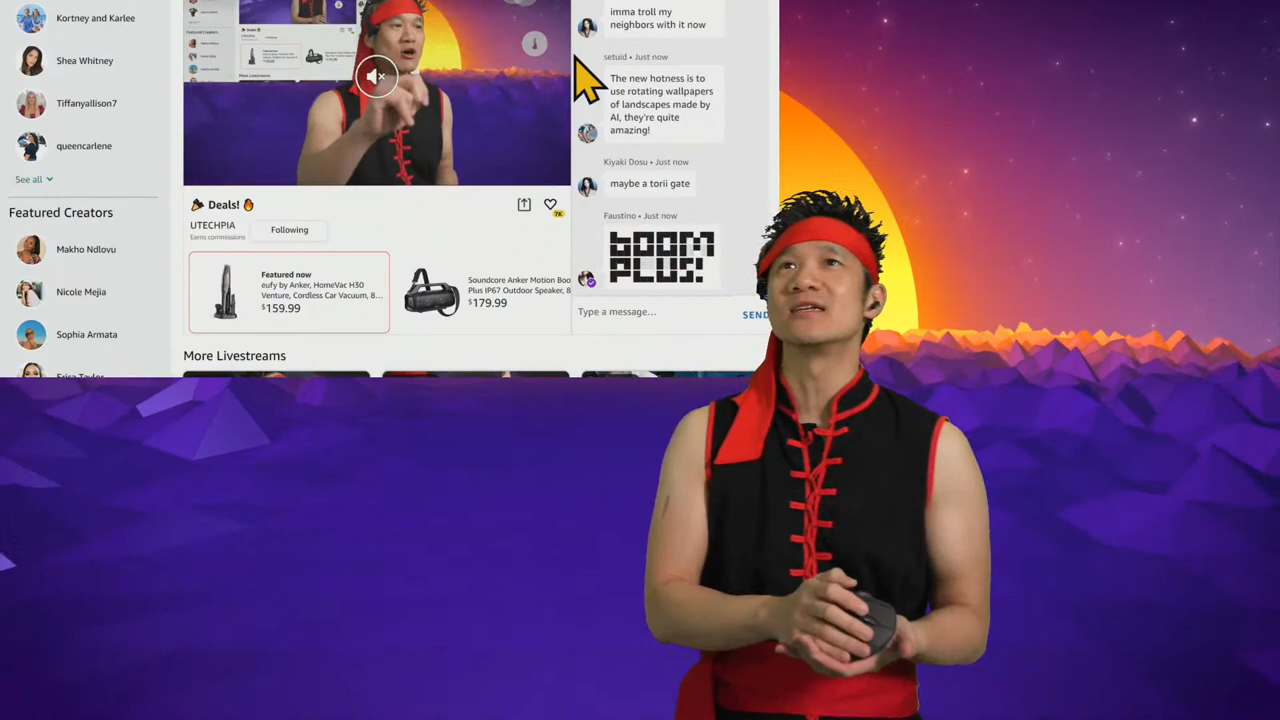 Kortney and Karlee
Shea Whitney
Tiffanyallison7
queencarlene
See all
Featured Creators
Makho Ndlovu
Nicole Mejia
Sophia Armata
Deals!
UTECHPIA
Earns commissions
Following
7K
Featured now
eufy by Anker, HomeVac H30
Venture, Cordless Car Vacuum, 8...
$159.99
Soundcore Anker Motion Boo
Plus IP67 Outdoor Speaker, 8
$179.99
More Livestreams
imma troll my
neighbors with it now
setuid • Just now
The new hotness is to
use rotating wallpapers
of landscapes made by
AI, they're quite
amazing!
Kiyaki Dosu • Just now
maybe a torii gate
Faustino • Just now
BOOM
PLUS!
Type a message...
SEND